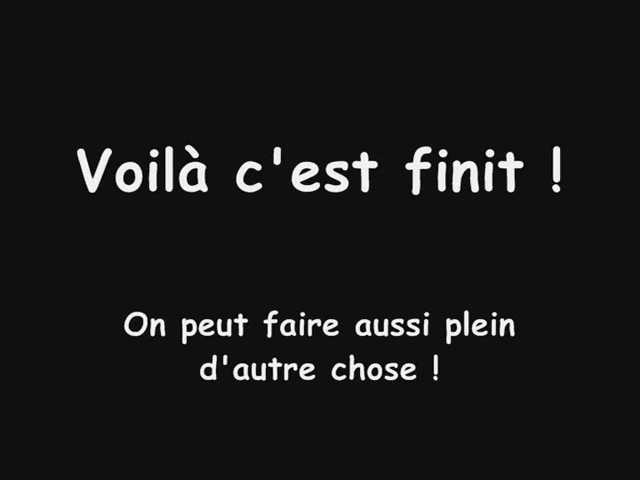 Voilà c'est finit !
On peut faire aussi plein
d'autre chose !